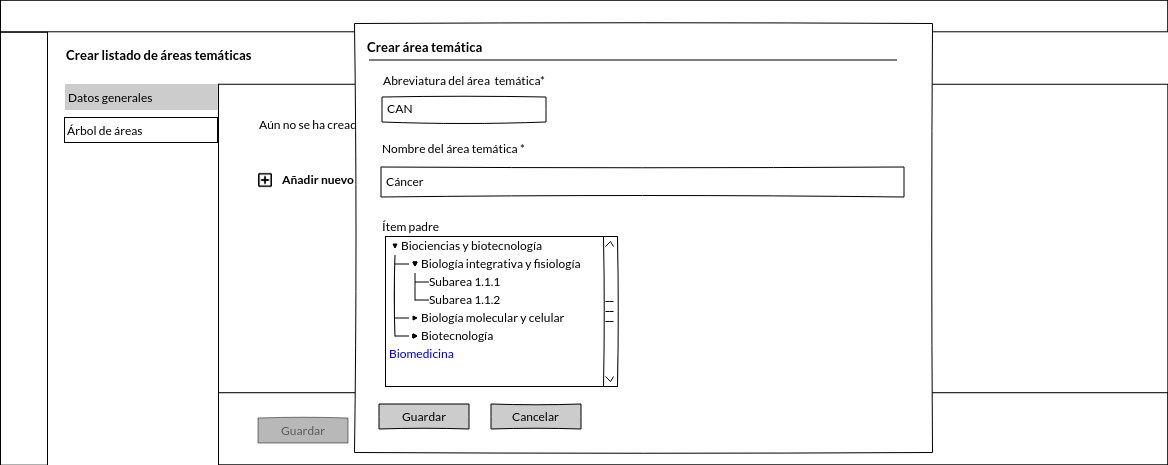 Crear listado de áreas temáticas
Datos generales
Árbol de áreas
Aún no se ha creac
Añadir nuevo
Guardar
Crear área temática
Abreviatura del área temática*
CAN
Nombre del área temática *
Cáncer
Ítem padre
Biociencias y biotecnología
Biología integrativa y fisiología
Subarea 1.1.1
Subarea 1.1.2
Biología molecular y celular
Biotecnología
Biomedicina
Guardar Cancelar